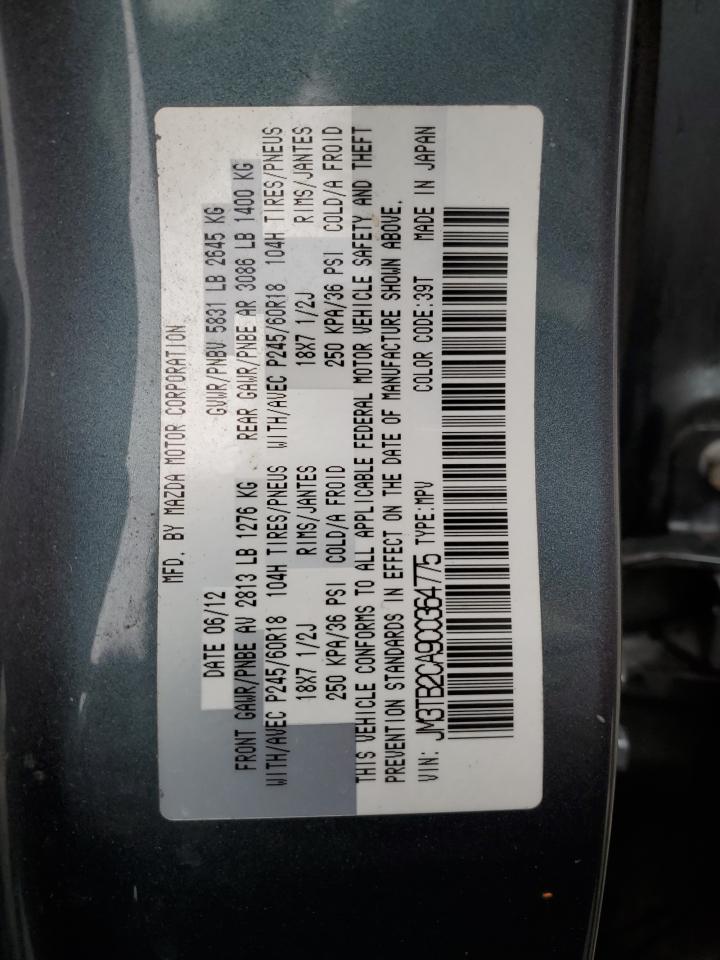 MFD. BY MAZDA MOTOR CORPORATION
DATE 06/12 GVWR/PNBV 5831 LB 2645 KG
FRONT GAWR/PNBE AV 2813 LB 1276 KG REAR GAWR/PNBE AR 3086 LB 1400 KG
WITH/AVEC P245/60R18 104H TIRES/PNEUS WITH/AVEC P245/60R18 104H TIRES/PNEUS
18X7 1/2J RIMS/JANTES 18X7 1/2J RIMS/JANTES
250 KPA/36 PSI COLD/A FROID 250 KPA/36 PSI COLD/A FROID
THIS VEHICLE CONFORMS TO ALL APPLICABLE FEDERAL MOTOR VEHICLE SAFETY AND THEFT
PREVENTION STANDARDS IN EFFECT ON THE DATE OF MANUFACTURE SHOWN ABOVE.
VIN: JM3TB2CA9C0364775 TYPE:MPV COLOR CODE:39T MADE IN JAPAN